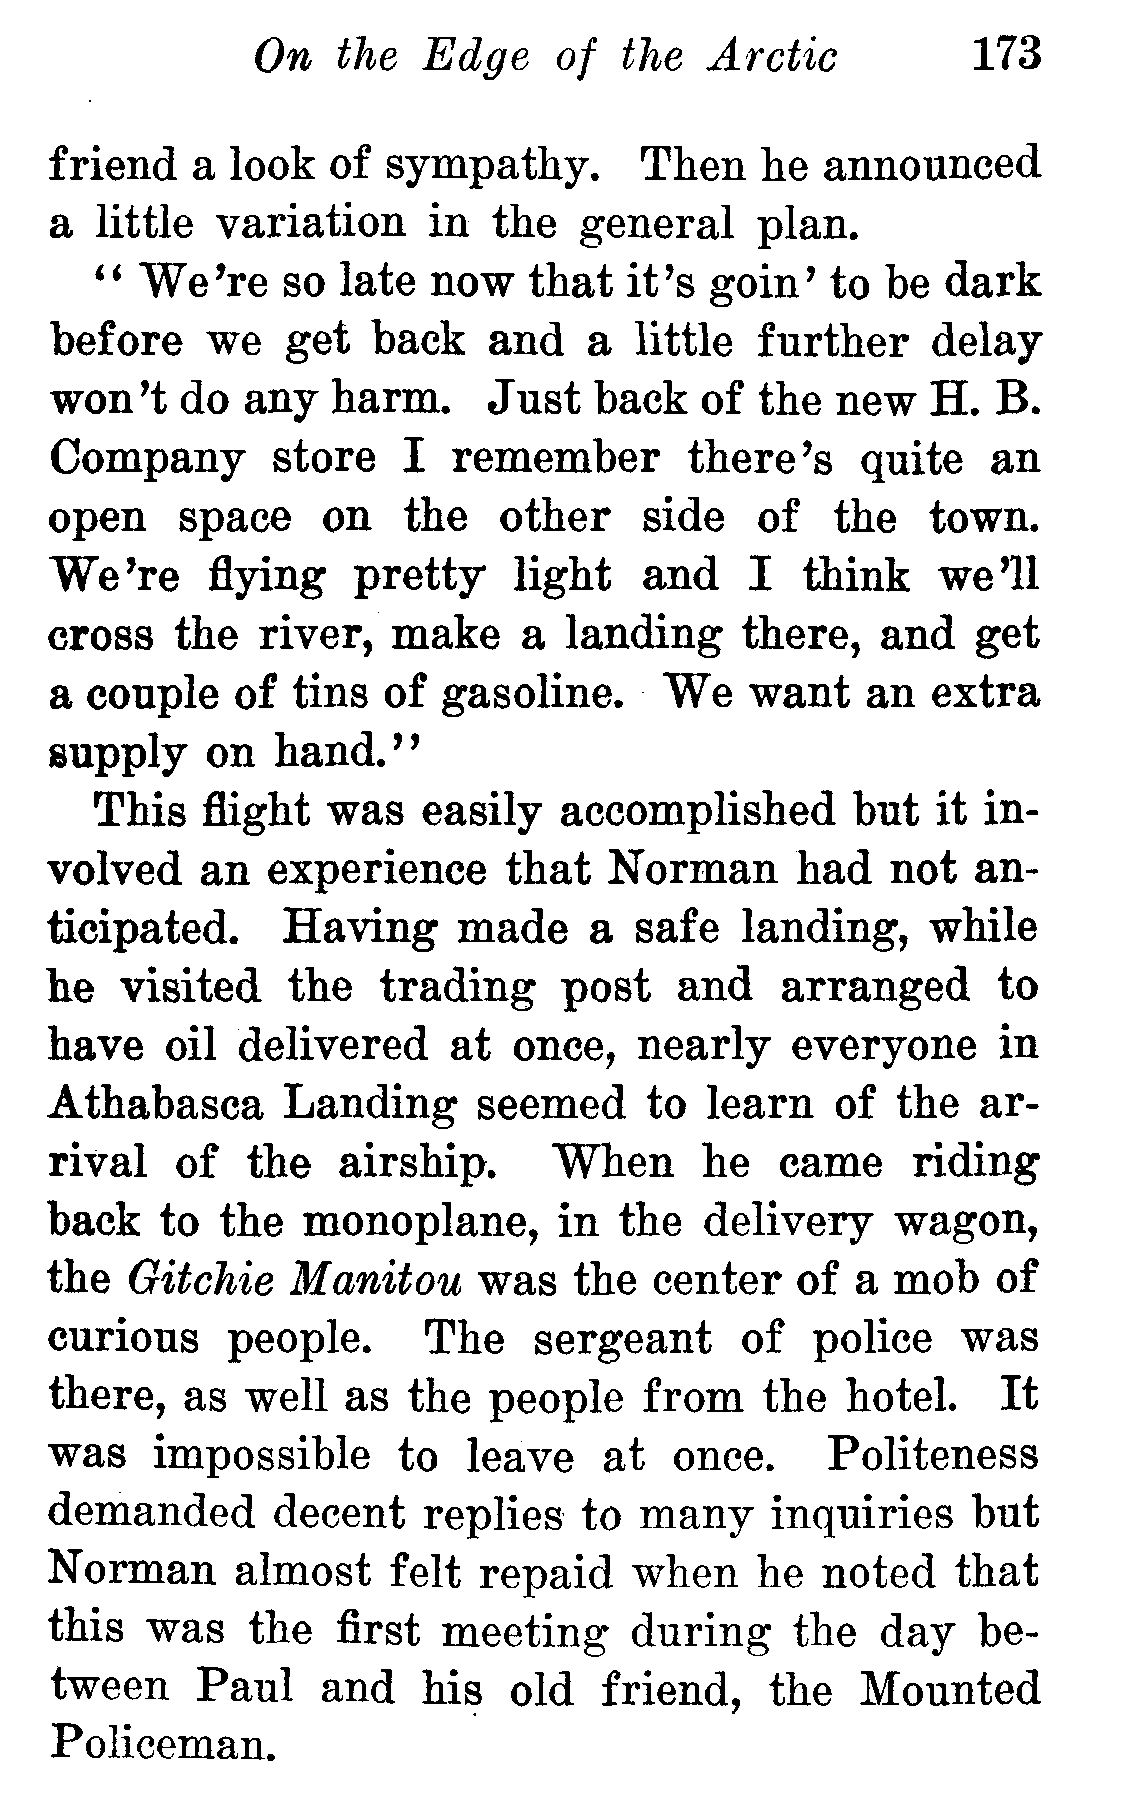 On the Edge of the Arctic 173
friend a look of sympathy. Then he announced
a little variation in the general plan.
“ We’re so late now that it’s goin’ to be dark
before we get back and a little further delay
won’t do any harm. Just back of the new H. B.
Company store I remember there’s quite an
open space on the other side of the town.
We’re flying pretty light and I think we’ll
cross the river, make a landing there, and get
a couple of tins of gasoline. We want an extra
supply on hand.”
This flight was easily accomplished but it in-
volved an experience that Norman had not an-
ticipated. Having made a safe landing, while
he visited the trading post and arranged to
have oil delivered at once, nearly everyone in
Athabasca Landing seemed to learn of the ar-
rival of the airship. When he came riding
back to the monoplane, in the delivery wagon,
the Gitchie Manitou was the center of a mob of
curious people. The sergeant of police was
there, as well as the people from the hotel. It
was impossible to leave at once. Politeness
demanded decent replies to many inquiries but
Norman almost felt repaid when he noted that
this was the first meeting during the day be-
tween Paul and his old friend, the Mounted
Policeman.